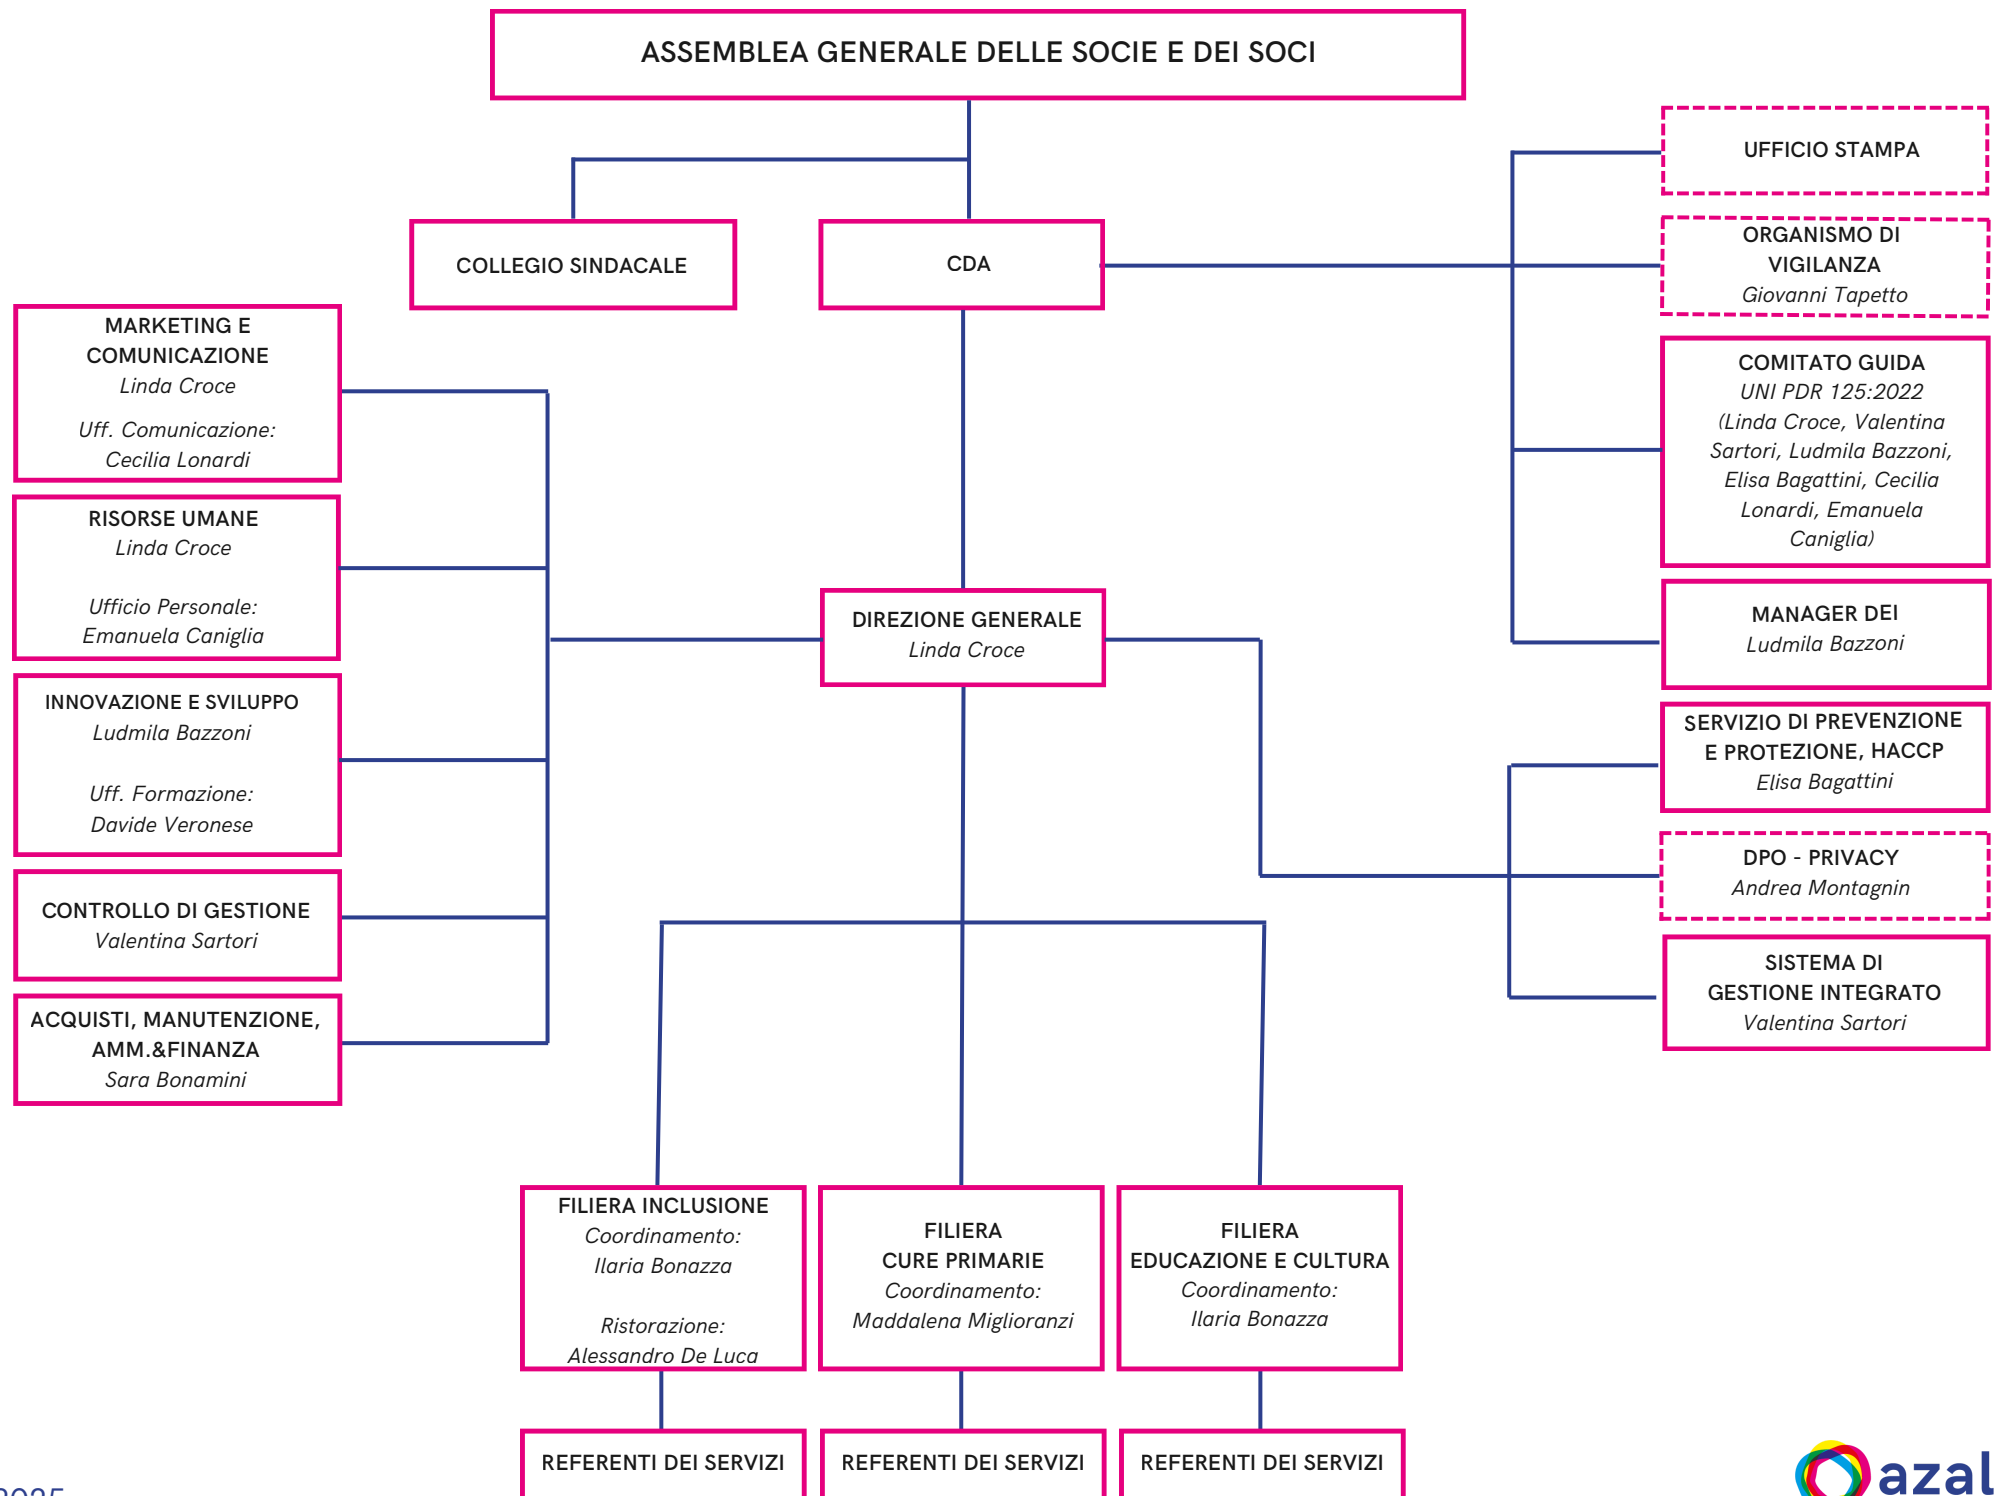 ASSEMBLEA GENERALE DELLE SOCIE E DEI SOCI
UFFICIO STAMPA
COLLEGIO SINDACALE
CDA
ORGANISMO DI
VIGILANZA
Giovanni Tapetto
MARKETING E
COMUNICAZIONE
Linda Croce
Uff. Comunicazione:
Cecilia Lonardi
COMITATO GUIDA
UNI PDR 125:2022
(Linda Croce, Valentina
Sartori, Ludmila Bazzoni,
Elisa Bagattini, Cecilia
Lonardi, Emanuela
Caniglia)
RISORSE UMANE
Linda Croce
Ufficio Personale:
Emanuela Caniglia
DIREZIONE GENERALE
Linda Croce
MANAGER DEI
Ludmila Bazzoni
INNOVAZIONE E SVILUPPO
Ludmila Bazzoni
Uff. Formazione:
Davide Veronese
SERVIZIO DI PREVENZIONE
E PROTEZIONE, HACCP
Elisa Bagattini
DPO - PRIVACY
Andrea Montagnin
CONTROLLO DI GESTIONE
Valentina Sartori
SISTEMA DI
GESTIONE INTEGRATO
Valentina Sartori
ACQUISTI, MANUTENZIONE,
AMM.&FINANZA
Sara Bonamini
FILIERA INCLUSIONE
Coordinamento:
Ilaria Bonazza
Ristorazione:
Alessandro De Luca
FILIERA
CURE PRIMARIE
Coordinamento:
Maddalena Miglioranzi
FILIERA
EDUCAZIONE E CULTURA
Coordinamento:
Ilaria Bonazza
REFERENTI DEI SERVIZI
REFERENTI DEI SERVIZI
REFERENTI DEI SERVIZI
azal